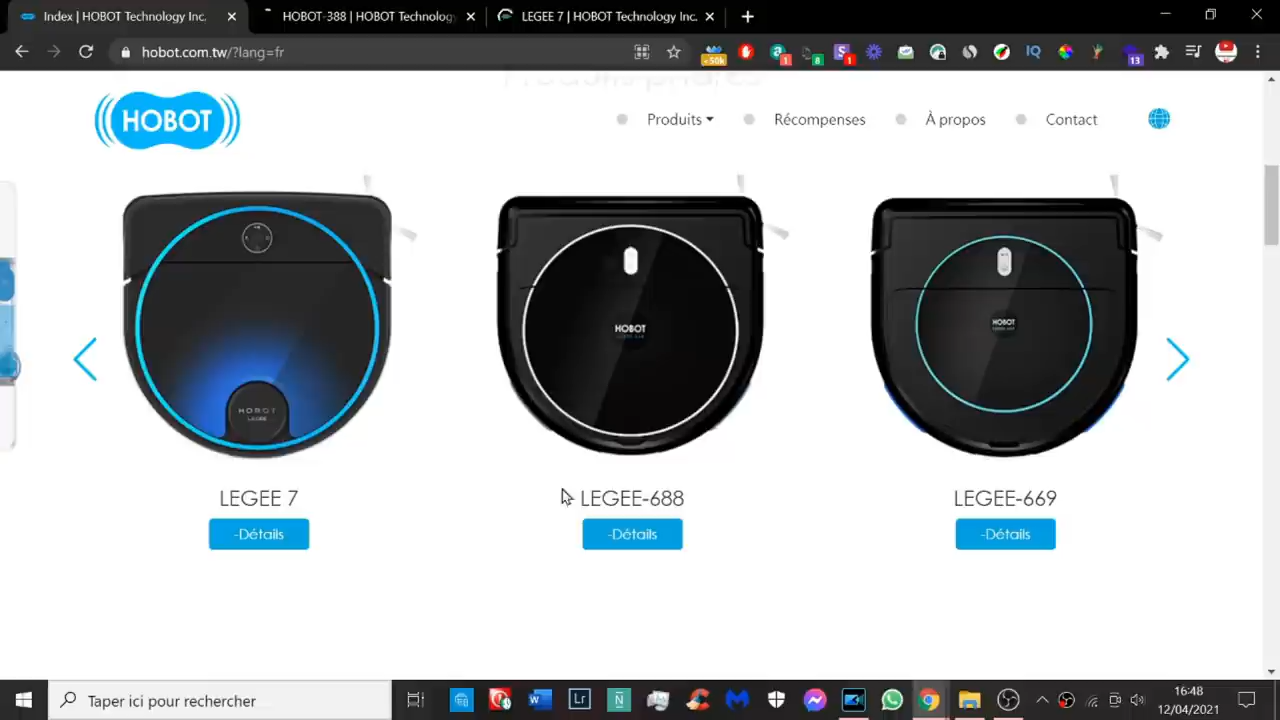 Index | HOBOT Technology Inc.
HOBOT-388 | HOBOT Technology
LEGEE 7 | HOBOT Technology Inc.
hobot.com.tw/?lang=fr
HOBOT
Produits
Récompenses
À propos
Contact
HOBOT
LEGEE
HOBOT
HOBOT
LEGEE 7
LEGEE-688
LEGEE-669
-Détails
-Détails
-Détails
Taper ici pour rechercher
16:48
12/04/2021